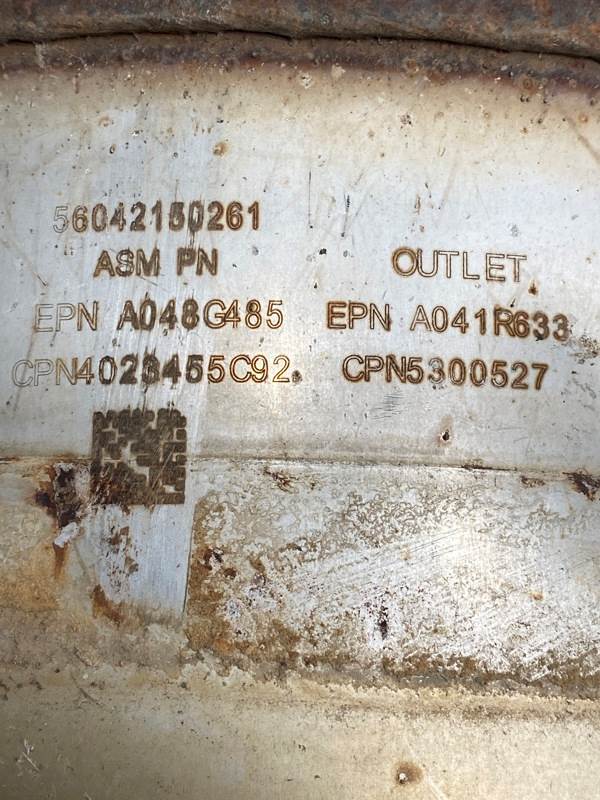 56042150261
ASM PN
EPN A048G485
CPN4023455C92
OUTLET
EPN A041R633
CPN5300527